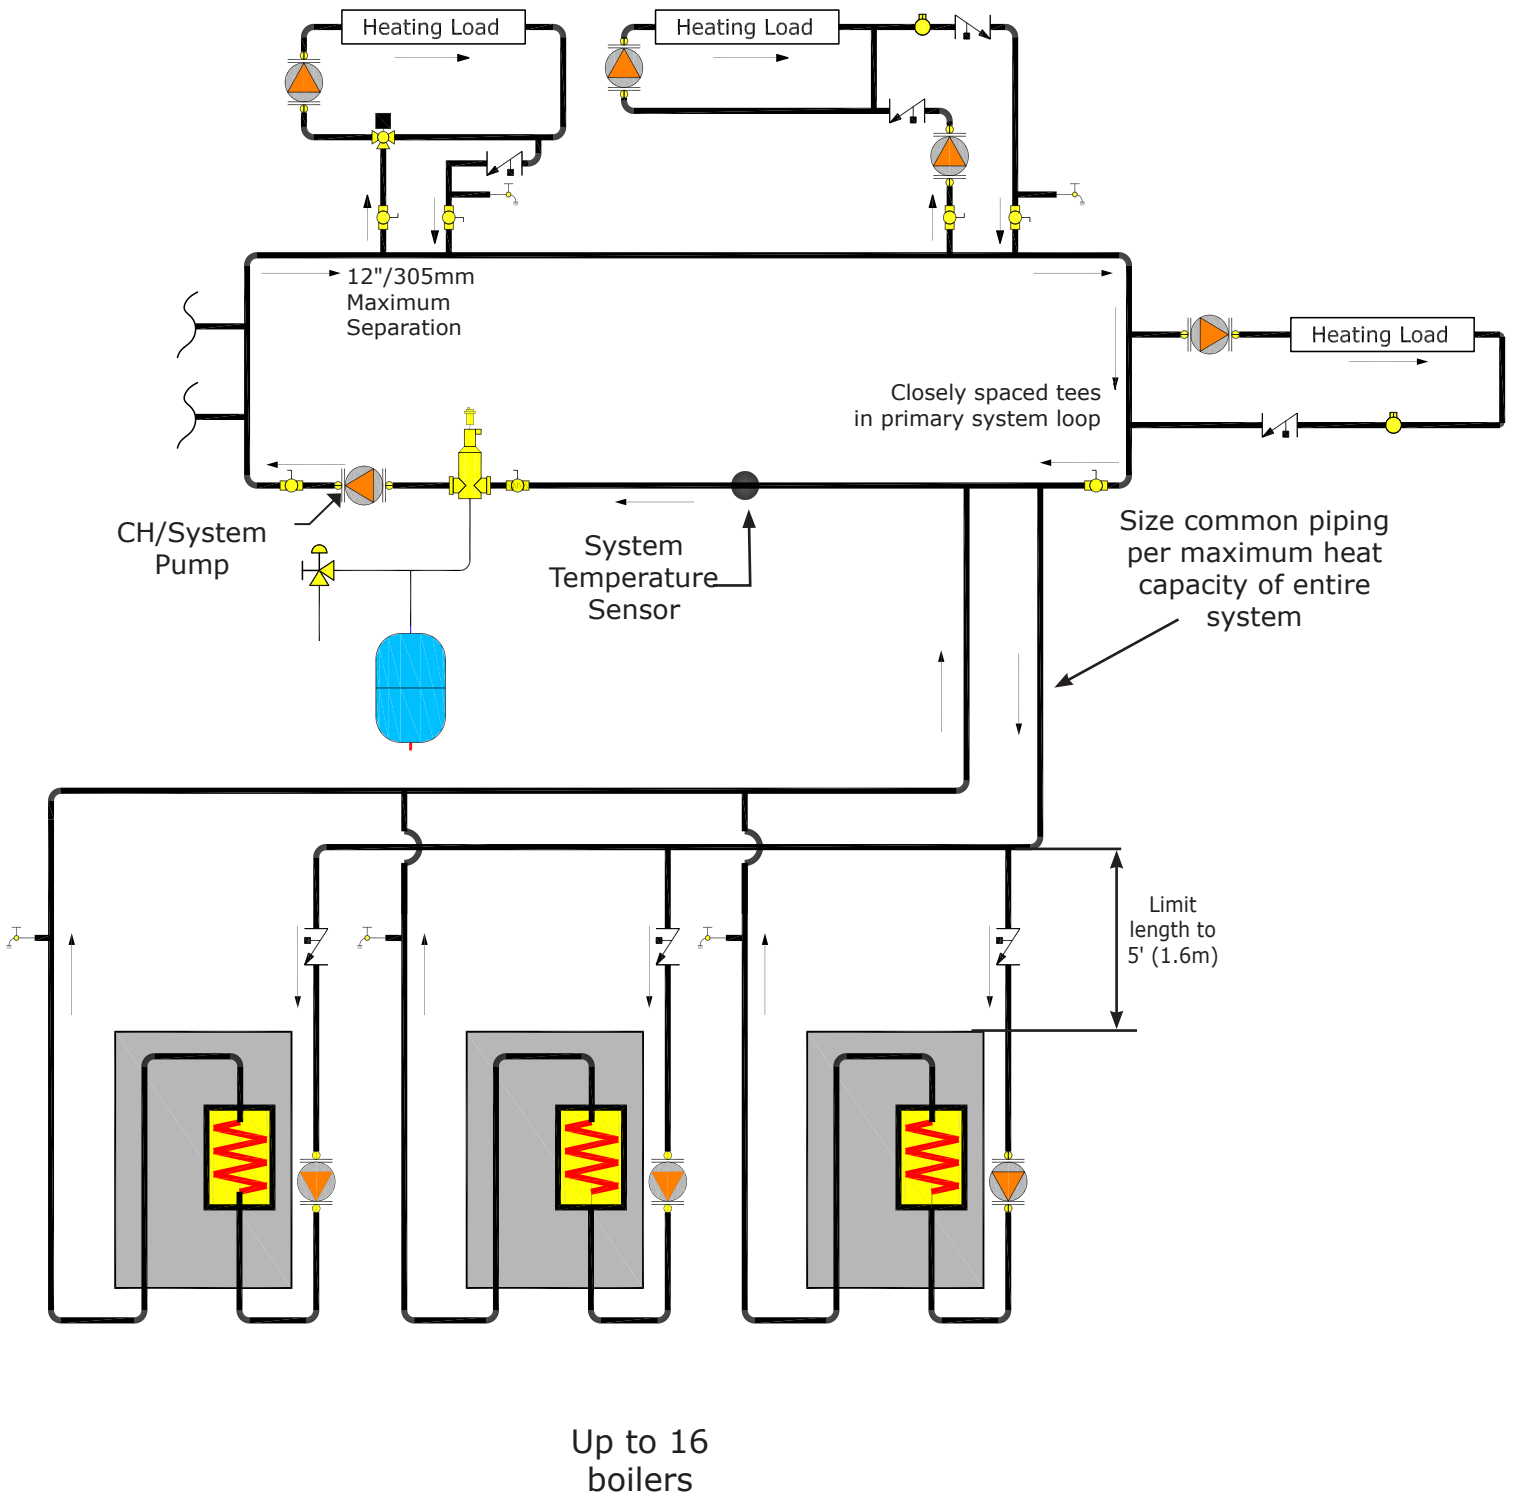 Heating Load
Heating Load
12"/305mm
Maximum
Separation
Heating Load
Closely spaced tees
in primary system loop
CH/System
Pump
System
Temperature
Sensor
Size common piping
per maximum heat
capacity of entire
system
Limit
length to
5' (1.6m)
Up to 16
boilers